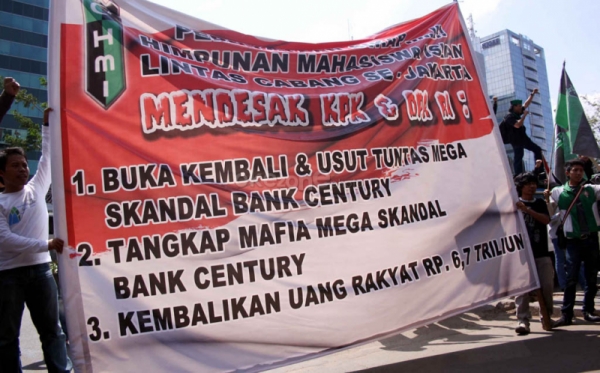 HMI
HIMPUNAN MAHASISWA ISLAM
LINTAS CABANG SE-JAKARTA
MENDESAK KPK & DPR RI :
1. BUKA KEMBALI & USUT TUNTAS MEGA
SKANDAL BANK CENTURY
2. TANGKAP MAFIA MEGA SKANDAL
BANK CENTURY
3. KEMBALIKAN UANG RAKYAT RP. 6,7 TRILIUN